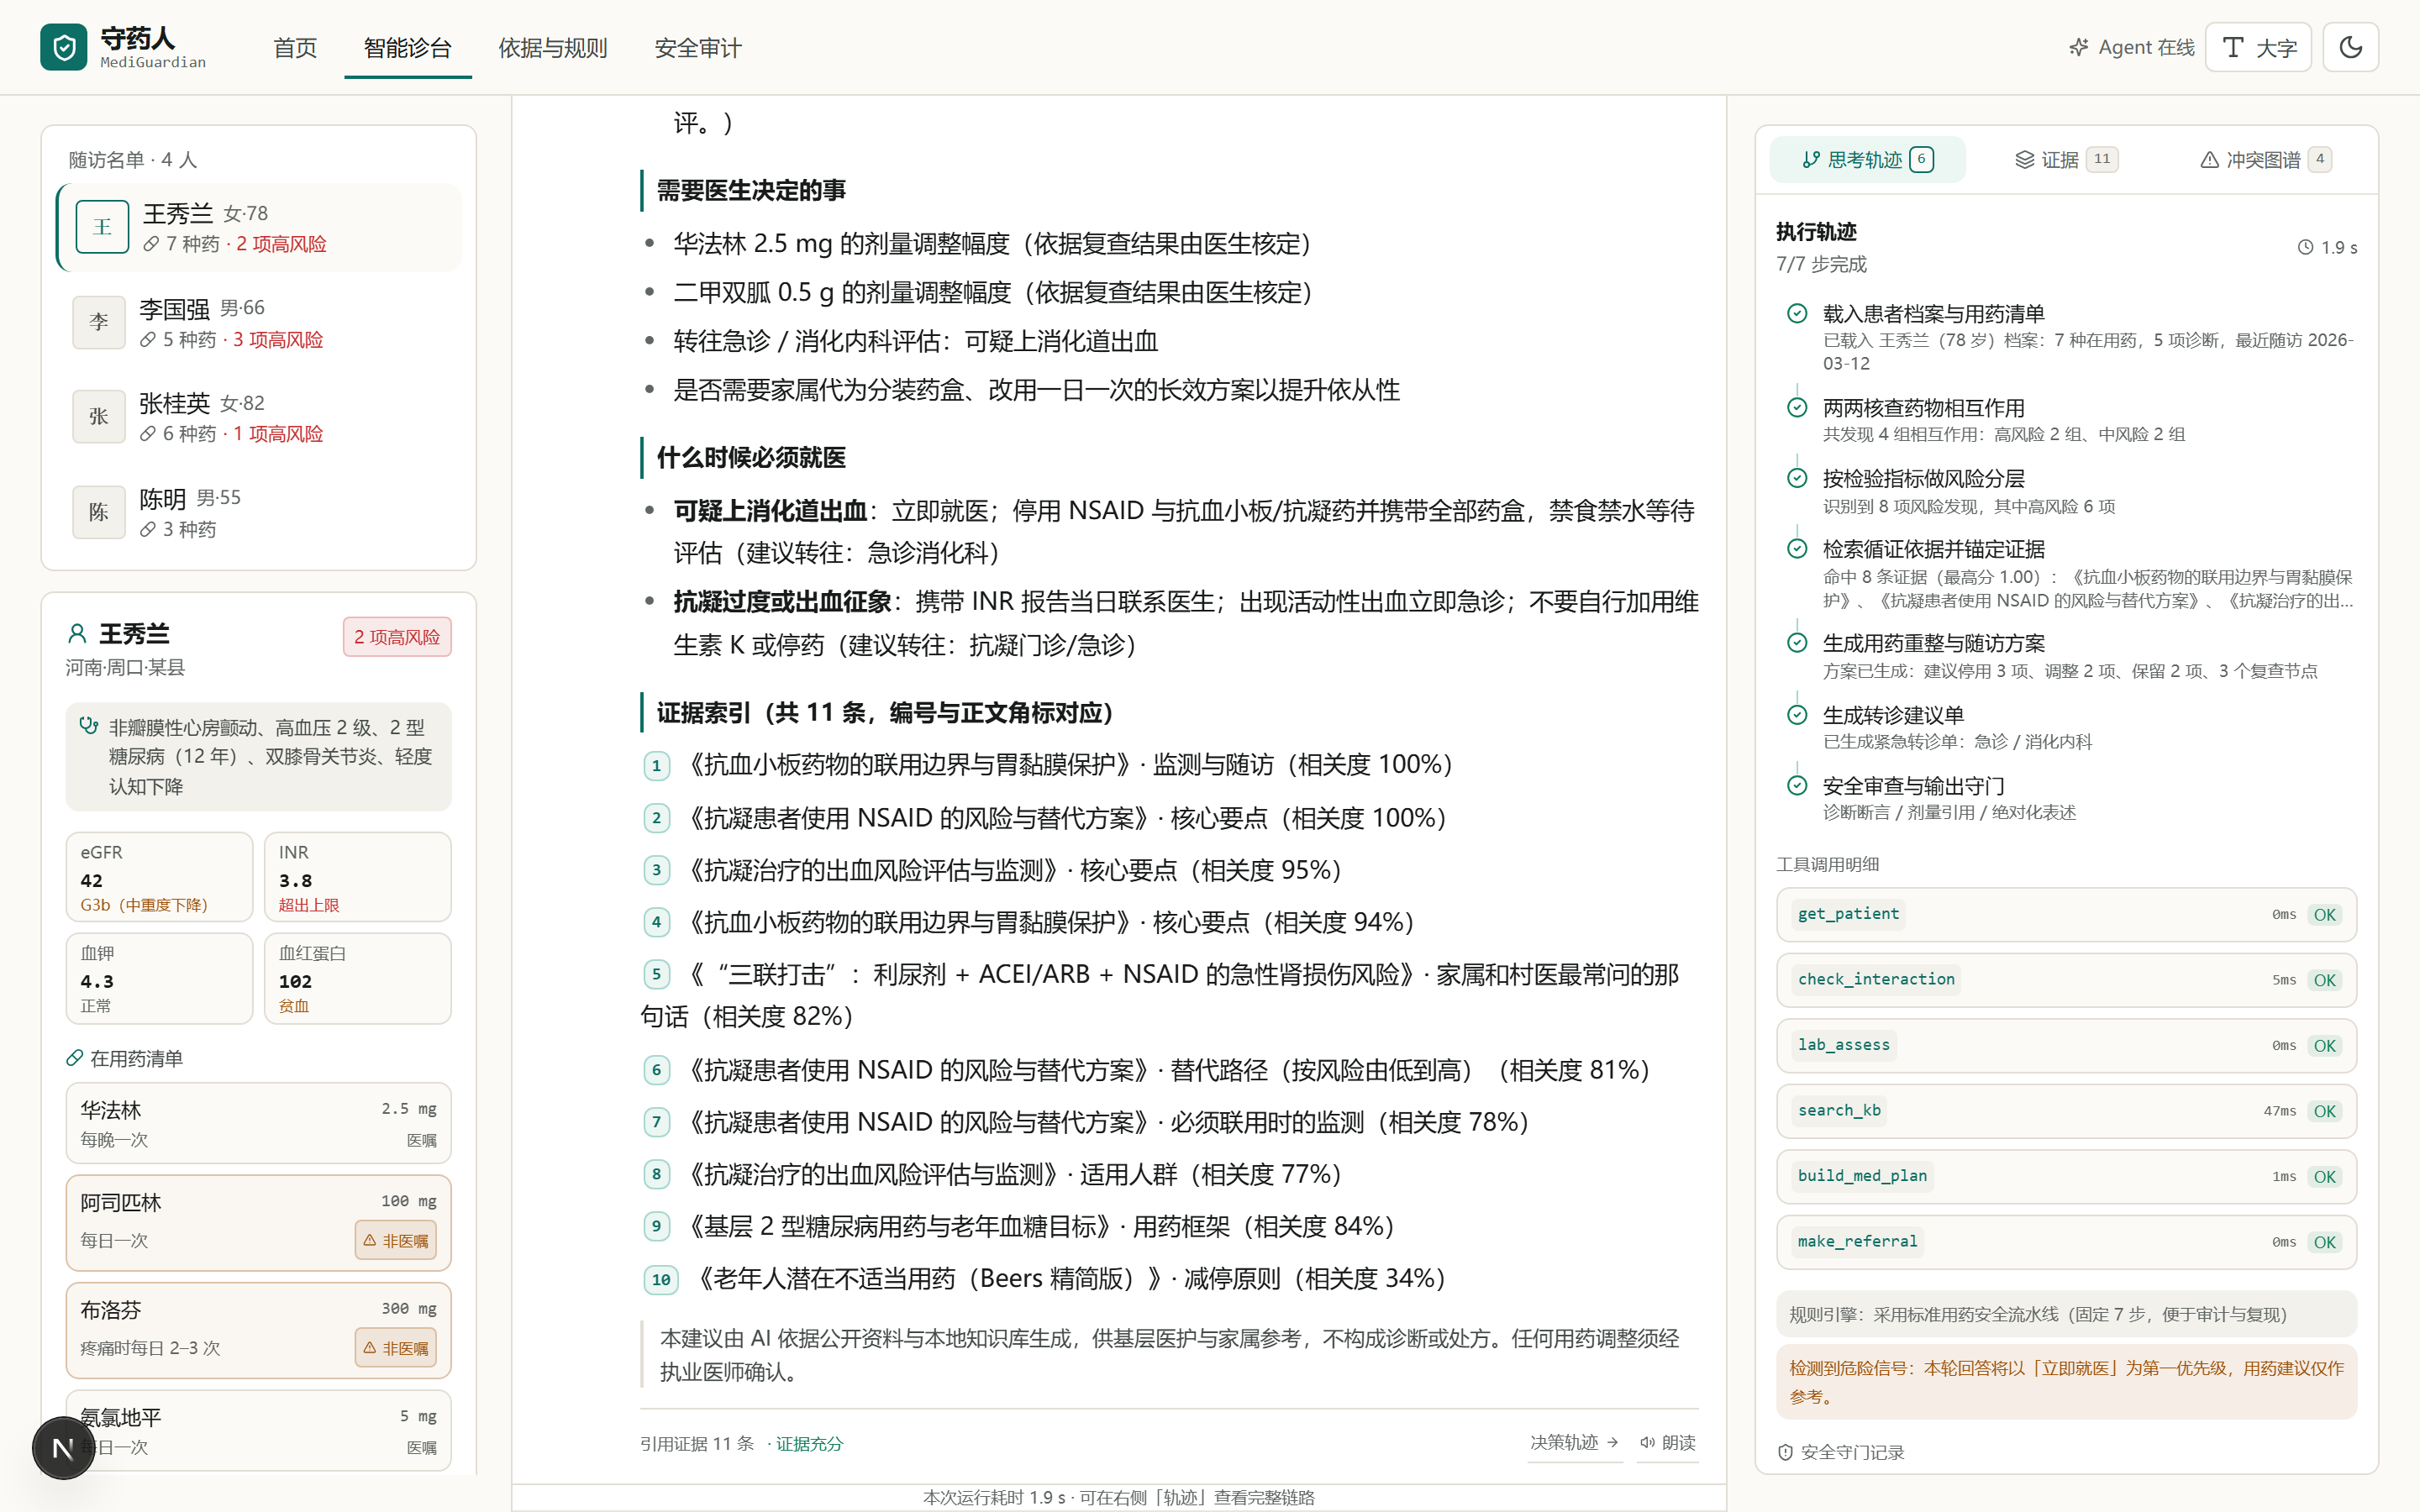 守药人
MediGuardian
首页
智能诊台
依据与规则
安全审计
Agent 在线
大字
随访名单 · 4 人
王
王秀兰 女·78
7 种药 · 2 项高风险
李
李国强 男·66
5 种药 · 3 项高风险
张
张桂英 女·82
6 种药 · 1 项高风险
陈
陈明 男·55
3 种药
王秀兰
2 项高风险
河南·周口·某县
非瓣膜性心房颤动、高血压 2 级、2 型
糖尿病（12 年）、双膝骨关节炎、轻度
认知下降
eGFR
42
G3b（中重度下降）
INR
3.8
超出上限
血钾
4.3
正常
血红蛋白
102
贫血
在用药清单
华法林 2.5 mg
每晚一次 医嘱
阿司匹林 100 mg
每日一次 非医嘱
布洛芬 300 mg
疼痛时每日 2–3 次 非医嘱
氨氯地平 5 mg
每日一次 医嘱
N
评。）
需要医生决定的事
• 华法林 2.5 mg 的剂量调整幅度（依据复查结果由医生核定）
• 二甲双胍 0.5 g 的剂量调整幅度（依据复查结果由医生核定）
• 转往急诊 / 消化内科评估：可疑上消化道出血
• 是否需要家属代为分装药盒、改用一日一次的长效方案以提升依从性
什么时候必须就医
• 可疑上消化道出血：立即就医；停用 NSAID 与抗血小板/抗凝药并携带全部药盒，禁食禁水等待
评估（建议转往：急诊消化科）
• 抗凝过度或出血征象：携带 INR 报告当日联系医生；出现活动性出血立即急诊；不要自行加用维
生素 K 或停药（建议转往：抗凝门诊/急诊）
证据索引（共 11 条，编号与正文角标对应）
1 《抗血小板药物的联用边界与胃黏膜保护》· 监测与随访（相关度 100%）
2 《抗凝患者使用 NSAID 的风险与替代方案》· 核心要点（相关度 100%）
3 《抗凝治疗的出血风险评估与监测》· 核心要点（相关度 95%）
4 《抗血小板药物的联用边界与胃黏膜保护》· 核心要点（相关度 94%）
5 《“三联打击”：利尿剂 + ACEI/ARB + NSAID 的急性肾损伤风险》· 家属和村医最常问的那
句话（相关度 82%）
6 《抗凝患者使用 NSAID 的风险与替代方案》· 替代路径（按风险由低到高）（相关度 81%）
7 《抗凝患者使用 NSAID 的风险与替代方案》· 必须联用时的监测（相关度 78%）
8 《抗凝治疗的出血风险评估与监测》· 适用人群（相关度 77%）
9 《基层 2 型糖尿病用药与老年血糖目标》· 用药框架（相关度 84%）
10 《老年人潜在不适当用药（Beers 精简版）》· 减停原则（相关度 34%）
本建议由 AI 依据公开资料与本地知识库生成，供基层医护与家属参考，不构成诊断或处方。任何用药调整须经
执业医师确认。
引用证据 11 条 · 证据充分
决策轨迹 →
朗读
本次运行耗时 1.9 s · 可在右侧「轨迹」查看完整链路
思考轨迹 6
证据 11
冲突图谱 4
执行轨迹
7/7 步完成
1.9 s
载入患者档案与用药清单
已载入 王秀兰（78 岁）档案：7 种在用药，5 项诊断，最近随访 2026-
03-12
两两核查药物相互作用
共发现 4 组相互作用：高风险 2 组、中风险 2 组
按检验指标做风险分层
识别到 8 项风险发现，其中高风险 6 项
检索循证依据并锚定证据
命中 8 条证据（最高分 1.00）：《抗血小板药物的联用边界与胃黏膜保
护》、《抗凝患者使用 NSAID 的风险与替代方案》、《抗凝治疗的出...
生成用药重整与随访方案
方案已生成：建议停用 3 项、调整 2 项、保留 2 项、3 个复查节点
生成转诊建议单
已生成紧急转诊单：急诊 / 消化内科
安全审查与输出守门
诊断断言 / 剂量引用 / 绝对化表述
工具调用明细
get_patient 0ms OK
check_interaction 5ms OK
lab_assess 0ms OK
search_kb 47ms OK
build_med_plan 1ms OK
make_referral 0ms OK
规则引擎：采用标准用药安全流水线（固定 7 步，便于审计与复现）
检测到危险信号：本轮回答将以「立即就医」为第一优先级，用药建议仅作
参考。
安全守门记录